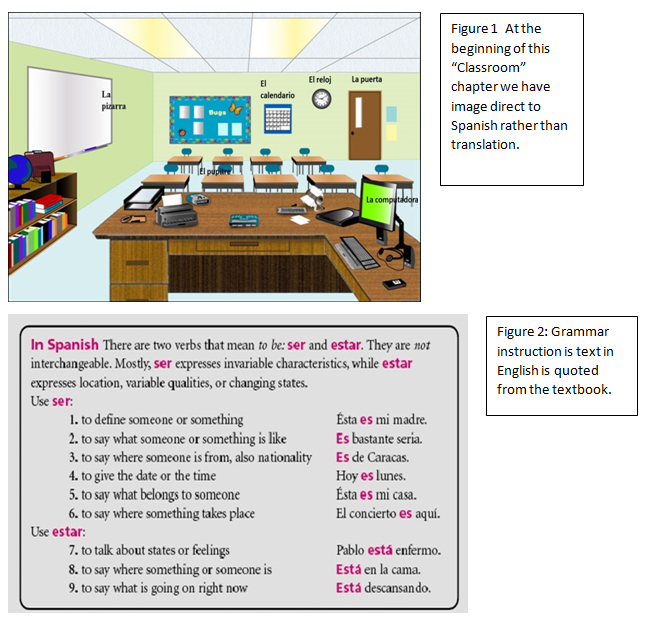 La
pizarra
El
calendario
El reloj
La puerta
Bugs
El pupitre
La computadora
Figure 1 At the
beginning of this
“Classroom”
chapter we have
image direct to
Spanish rather than
translation.
In Spanish There are two verbs that mean to be: ser and estar. They are not
interchangeable. Mostly, ser expresses invariable characteristics, while estar
expresses location, variable qualities, or changing states.
Use ser:
1. to define someone or something Ésta es mi madre.
2. to say what someone or something is like Es bastante seria.
3. to say where someone is from, also nationality Es de Caracas.
4. to give the date or the time Hoy es lunes.
5. to say what belongs to someone Ésta es mi casa.
6. to say where something takes place El concierto es aquí.
Use estar:
7. to talk about states or feelings Pablo está enfermo.
8. to say where something or someone is Está en la cama.
9. to say what is going on right now Está descansando.
Figure 2: Grammar
instruction is text in
English is quoted
from the textbook.